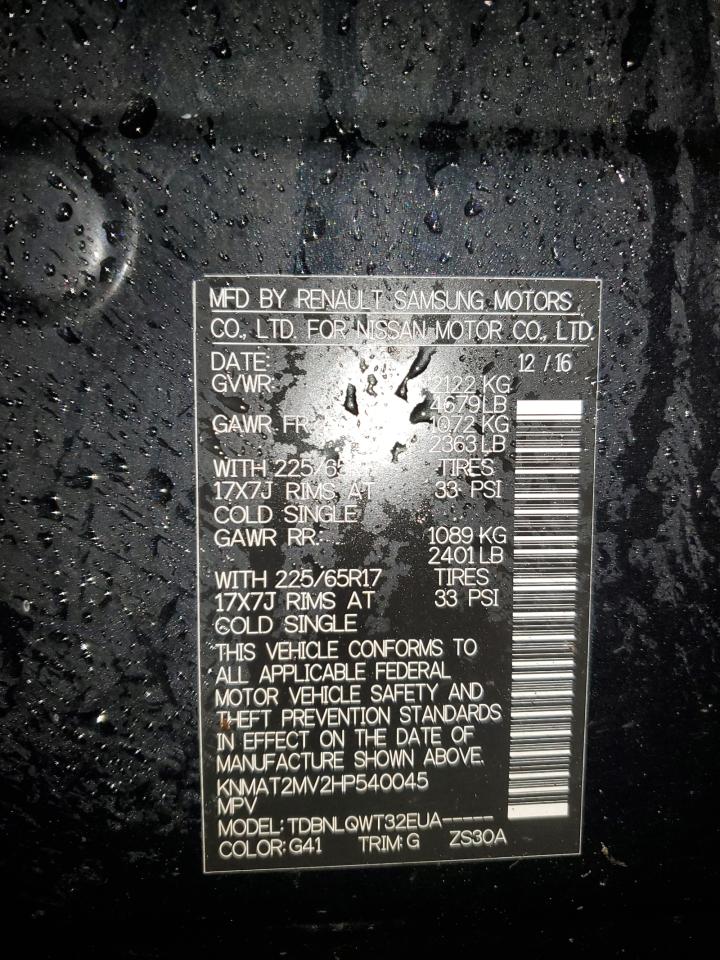 MFD BY RENAULT SAMSUNG MOTORS
CO., LTD. FOR NISSAN MOTOR CO., LTD.
DATE: 12 / 16
GVWR: 2122 KG
4679 LB
GAWR FR: 1072 KG
2363 LB
WITH 225/65R17 TIRES
17X7J RIMS AT 33 PSI
COLD SINGLE
GAWR RR: 1089 KG
2401 LB
WITH 225/65R17 TIRES
17X7J RIMS AT 33 PSI
COLD SINGLE
THIS VEHICLE CONFORMS TO
ALL APPLICABLE FEDERAL
MOTOR VEHICLE SAFETY AND
THEFT PREVENTION STANDARDS
IN EFFECT ON THE DATE OF
MANUFACTURE SHOWN ABOVE.
KNMAT2MV2HP540045
MPV
MODEL: TDBNLQWT32EUA-----
COLOR: G41 TRIM: G ZS30A